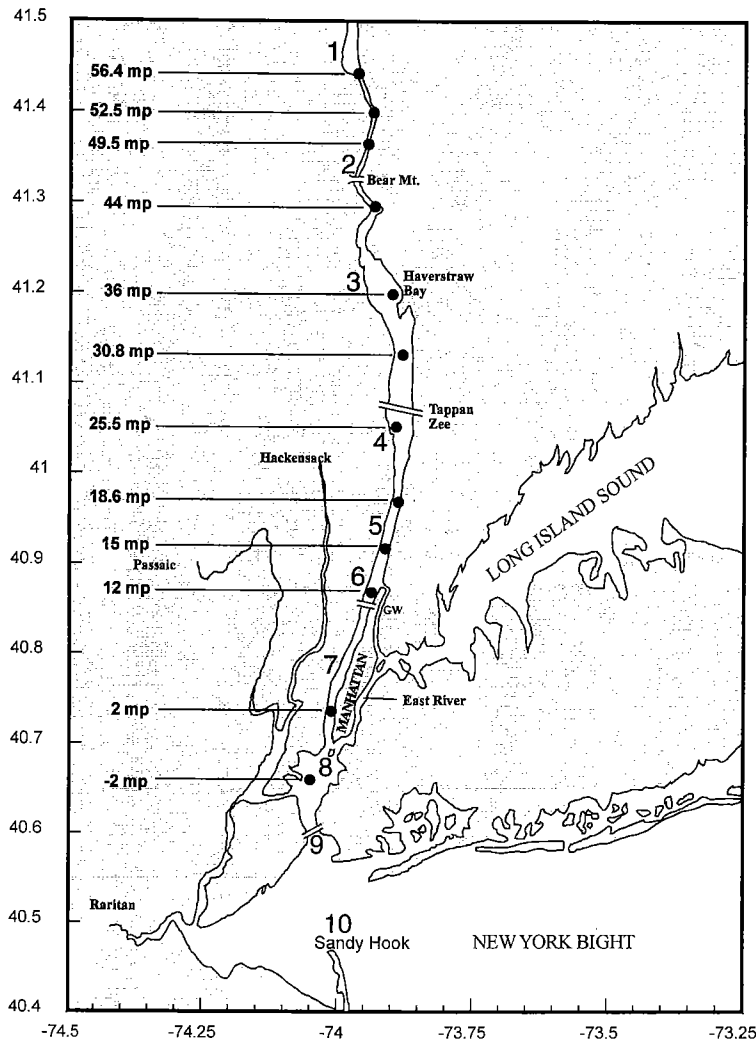 41.5
1
56.4 mp
41.4
52.5 mp
49.5 mp
2
Bear Mt.
41.3
44 mp
3
Haverstraw
Bay
41.2
36 mp
30.8 mp
41.1
Tappan
Zee
25.5 mp
4
Hackensack
41
18.6 mp
LONG ISLAND SOUND
5
15 mp
40.9
Passaic
6
12 mp
GW
40.8
7
MANHATTAN
East River
2 mp
40.7
8
-2 mp
40.6
9
Raritan
40.5
10
Sandy Hook
NEW YORK BIGHT
40.4
-74.5
-74.25
-74
-73.75
-73.5
-73.25